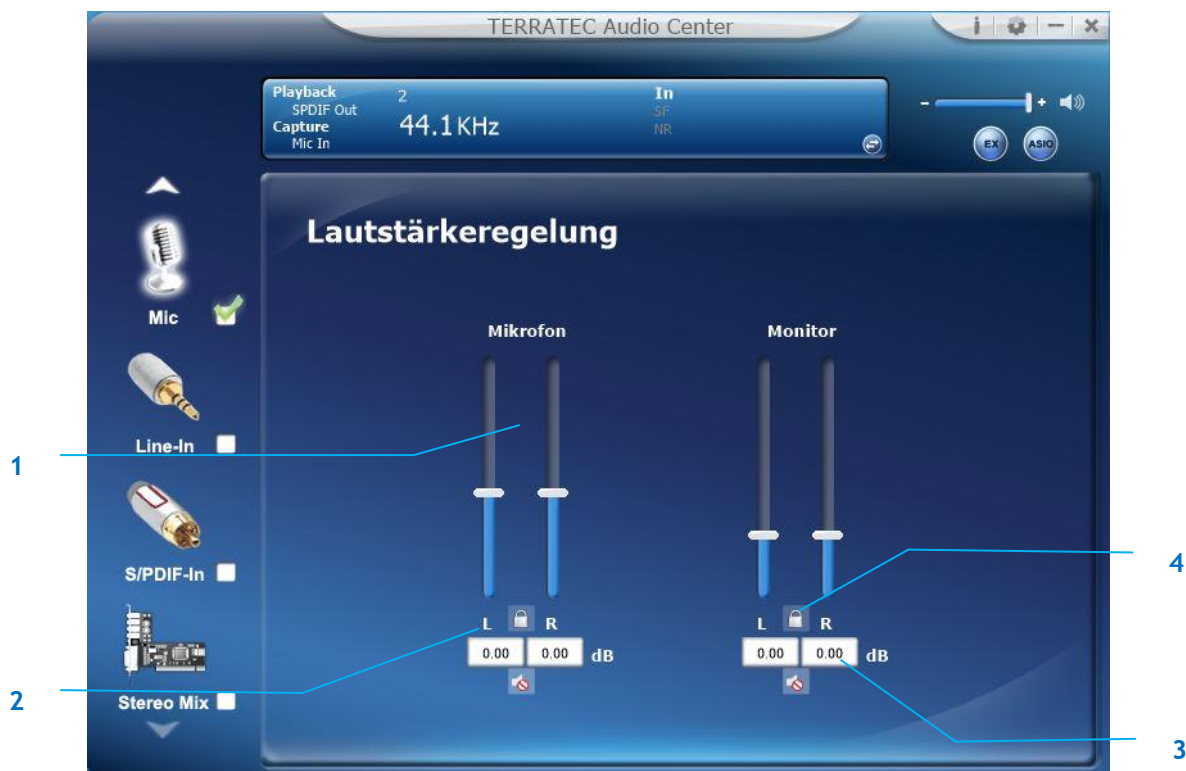 TERRATEC Audio Center
i
Playback
SPDIF Out
Capture
Mic In
2
44.1KHz
In
SF
NR
- +
EX ASIO
Lautstärkeregelung
Mic
Line-In
S/PDIF-In
Stereo Mix
Mikrofon
L R
0.00 0.00 dB
Monitor
L R
0.00 0.00 dB
1
2
3
4